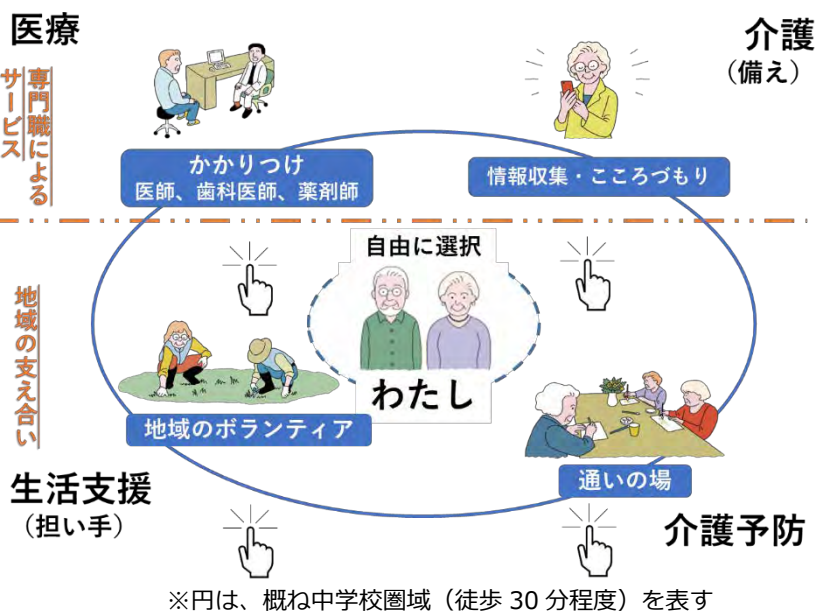 医療
介護
（備え）
専門職による
サービス
かかりつけ
医師、歯科医師、薬剤師
情報収集・こころづもり
自由に選択
わたし
地域の支え合い
地域のボランティア
通いの場
生活支援
（担い手）
介護予防
※円は、概ね中学校圏域（徒歩 30 分程度）を表す